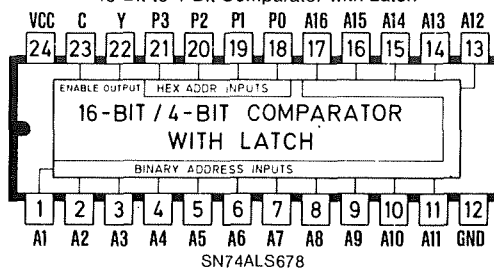 16-Bit to 4-Bit Comparator with Latch
VCC C Y P3 P2 P1 P0 A16 A15 A14 A13 A12
24 23 22 21 20 19 18 17 16 15 14 13
ENABLE OUTPUT HEX ADDR INPUTS
16-BIT / 4-BIT COMPARATOR
WITH LATCH
BINARY ADDRESS INPUTS
1 2 3 4 5 6 7 8 9 10 11 12
A1 A2 A3 A4 A5 A6 A7 A8 A9 A10 A11 GND
SN74ALS678